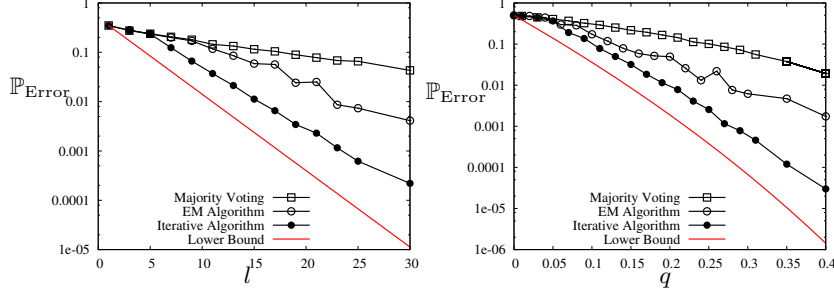 1
0.1
0.01
0.001
0.0001
1e-05
0 5 10 15 20 25 30
ℙError
l
Majority Voting
EM Algorithm
Iterative Algorithm
Lower Bound
1
0.1
0.01
0.001
0.0001
1e-05
1e-06
0 0.05 0.1 0.15 0.2 0.25 0.3 0.35 0.4
ℙError
q
Majority Voting
EM Algorithm
Iterative Algorithm
Lower Bound